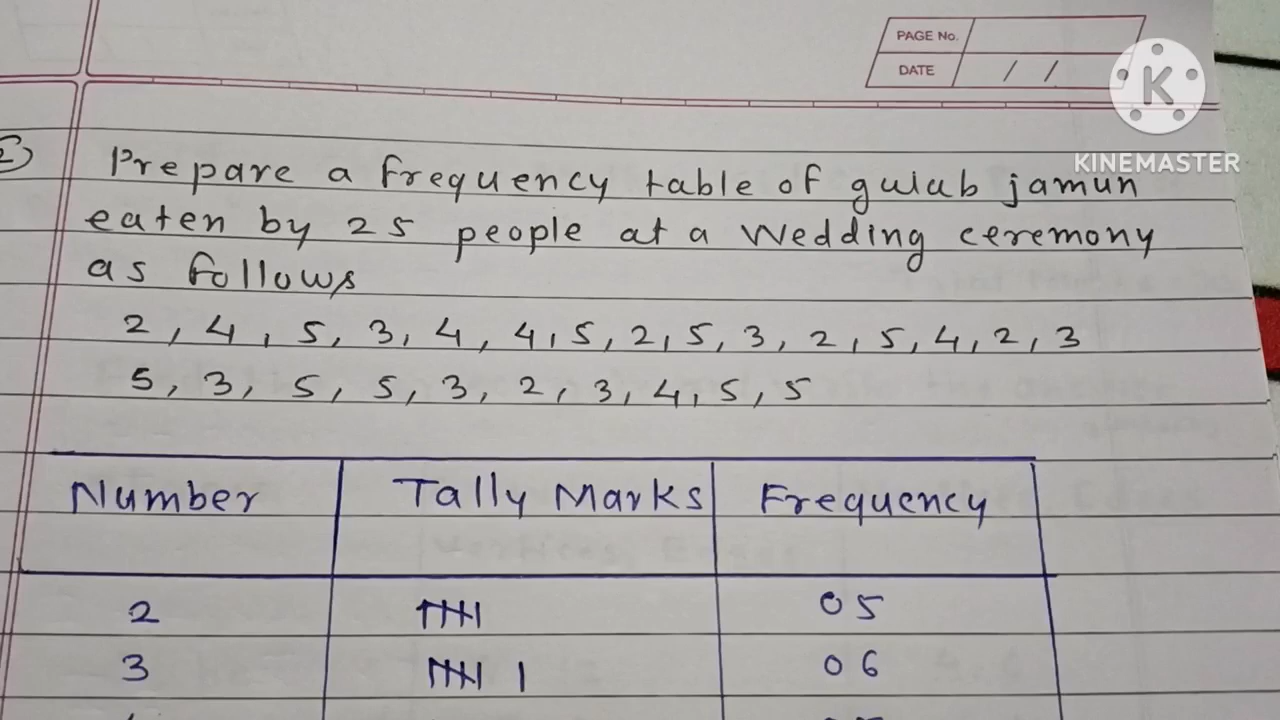 PAGE No.
DATE / /
K
KINEMASTER
Prepare a frequency table of gulab jamun
eaten by 25 people at a wedding ceremony
as follows
2, 4, 5, 3, 4, 4, 5, 2, 5, 3, 2, 5, 4, 2, 3
5, 3, 5, 5, 3, 2, 3, 4, 5, 5
Number Tally Marks Frequency
2 05
3 06